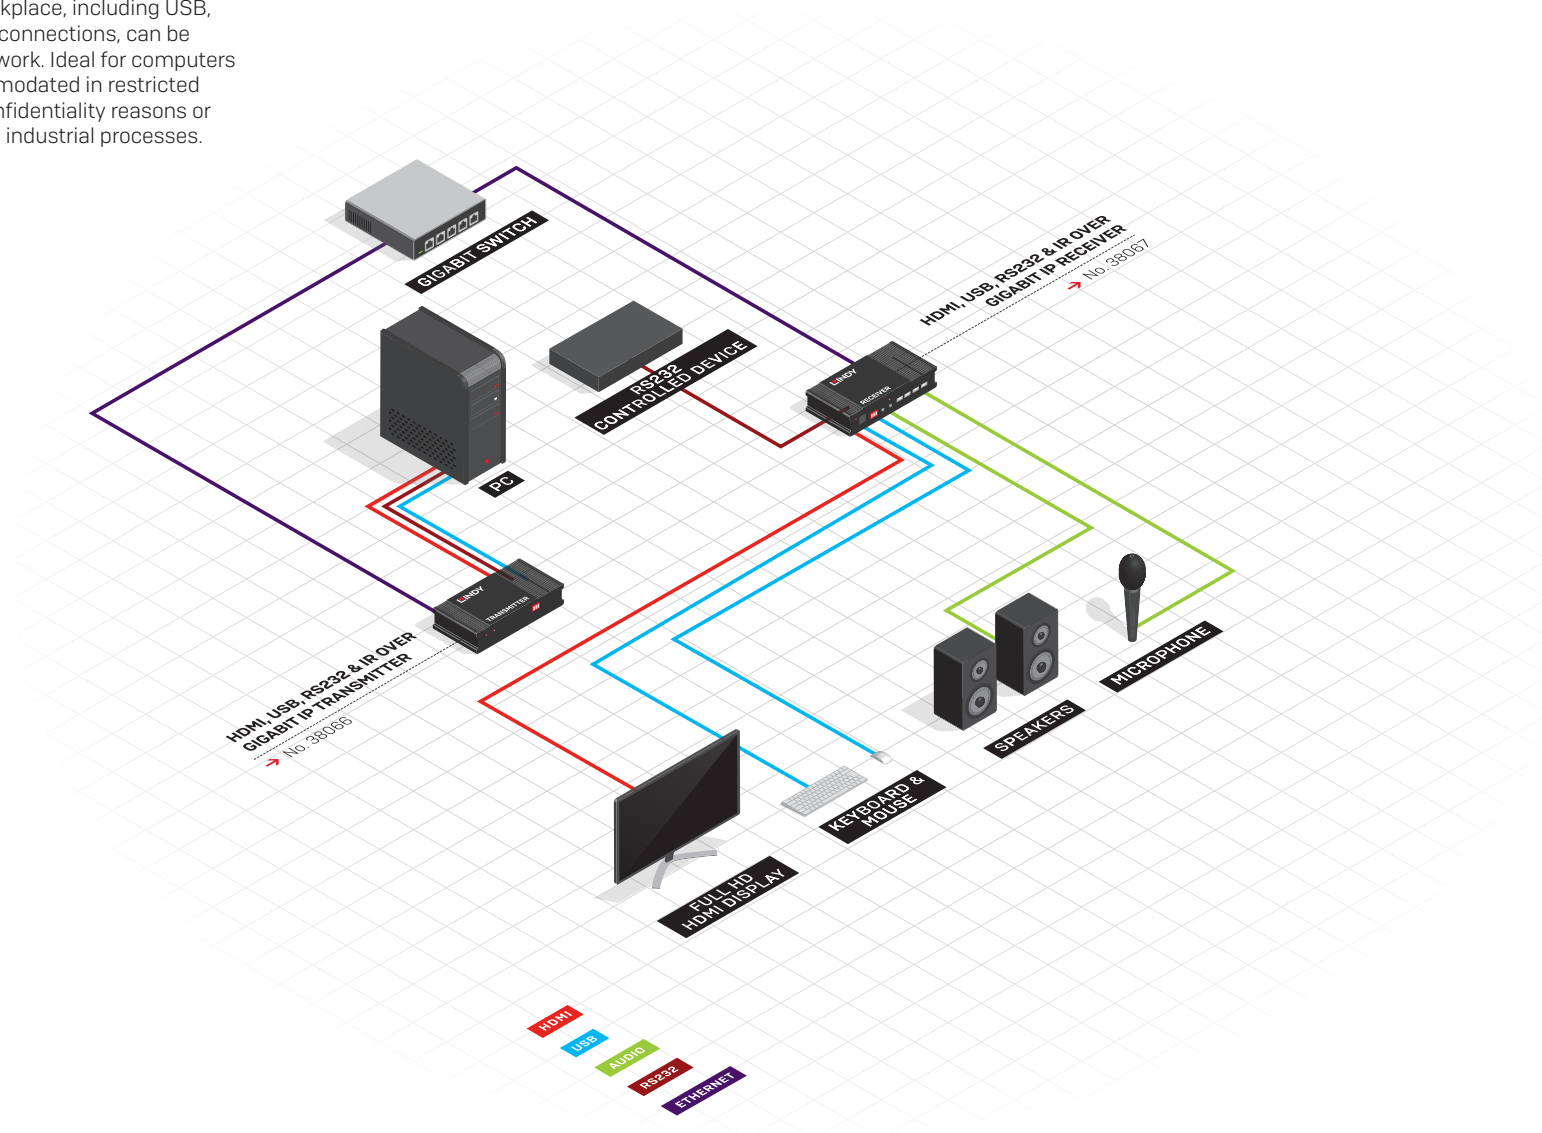 kplace, including USB,
connections, can be
work. Ideal for computers
modated in restricted
nfidentiality reasons or
industrial processes.
GIGABIT SWITCH
HDMI, USB, RS232 & IR OVER
GIGABIT IP RECEIVER
No. 38067
RS232
CONTROLLED DEVICE
LINDY
RECEIVER
PC
LINDY
TRANSMITTER
HDMI, USB, RS232 & IR OVER
GIGABIT IP TRANSMITTER
No. 38066
MICROPHONE
SPEAKERS
KEYBOARD &
MOUSE
FULL HD
HDMI DISPLAY
HDMI
USB
AUDIO
RS232
ETHERNET